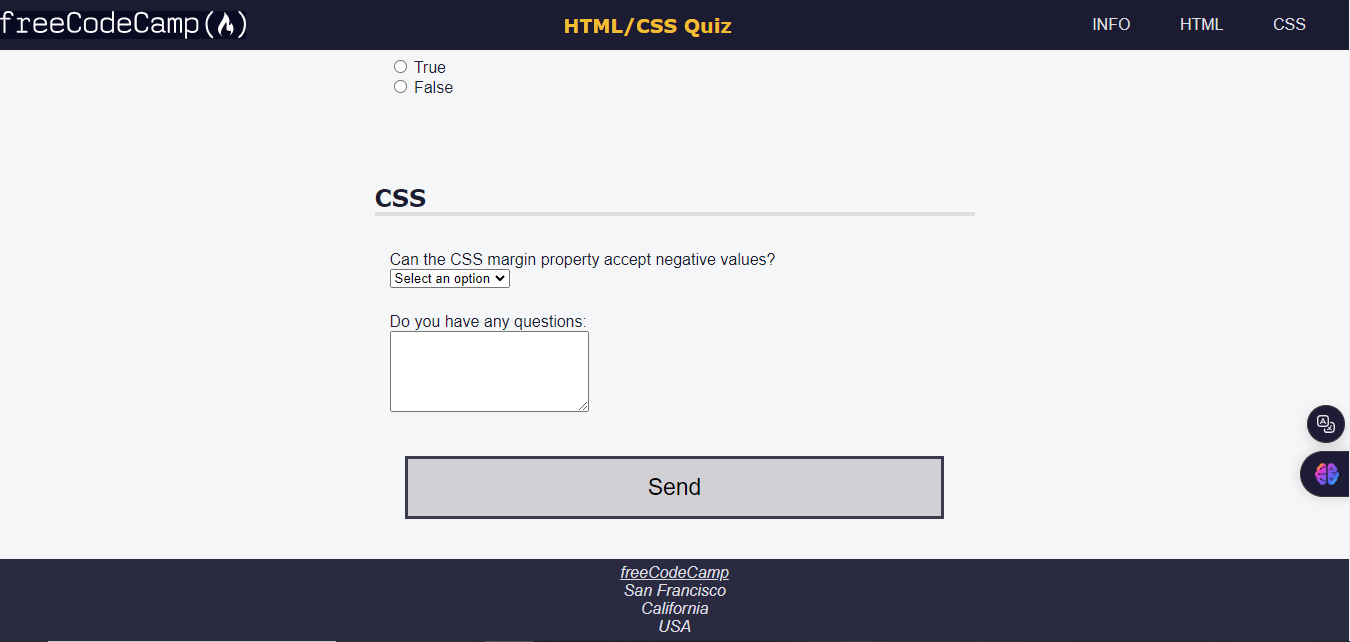 freeCodeCamp(🔥)
HTML/CSS Quiz
INFO
HTML
CSS
True
False
CSS
Can the CSS margin property accept negative values?
Select an option
Do you have any questions:
Send
freeCodeCamp
San Francisco
California
USA